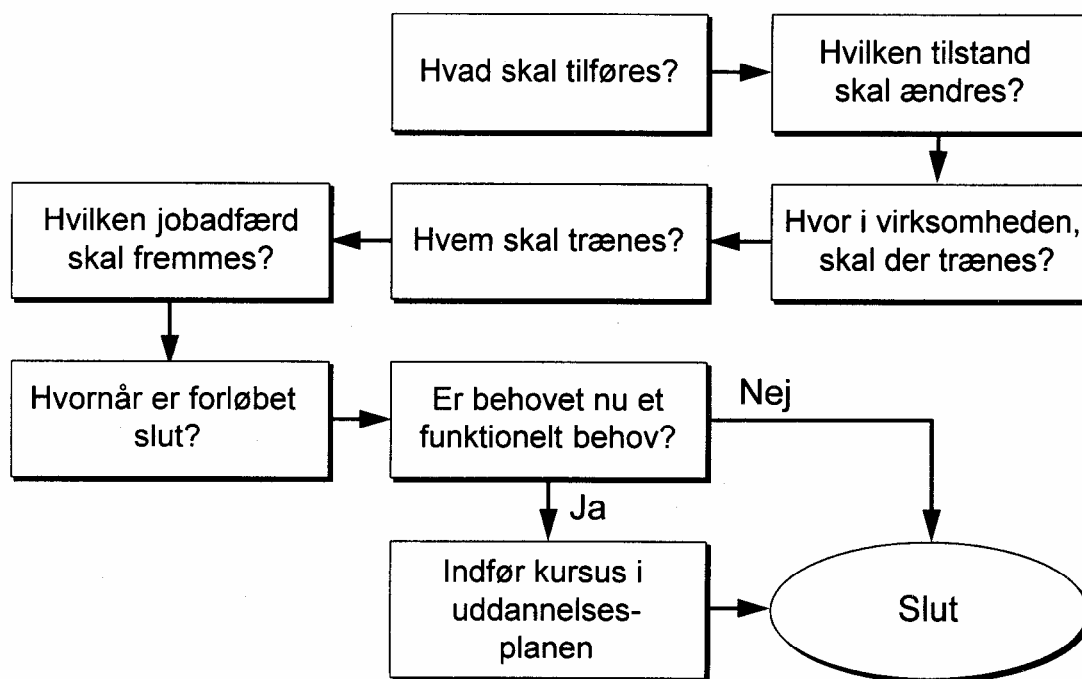 Hvad skal tilføres?
Hvilken tilstand
skal ændres?
Hvor i virksomheden,
skal der trænes?
Hvem skal trænes?
Hvilken jobadfærd
skal fremmes?
Hvornår er forløbet
slut?
Er behovet nu et
funktionelt behov?
Nej
Ja
Indfør kursus i
uddannelses-
planen
Slut